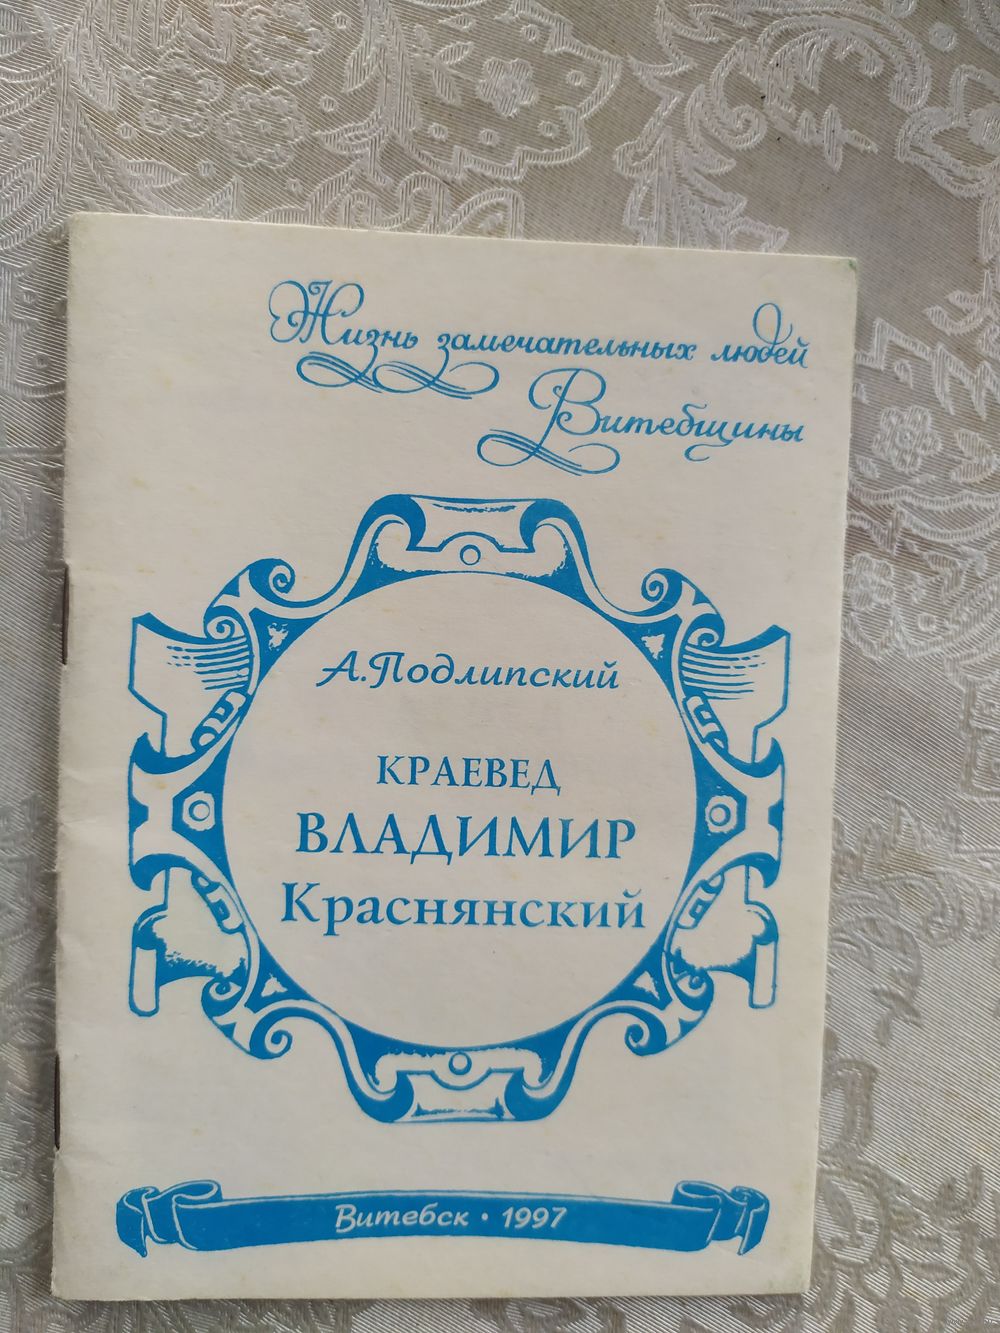 Жизнь замечательных людей
Витебщины
А.Подлипский
КРАЕВЕД
ВЛАДИМИР
Краснянский
Витебск • 1997